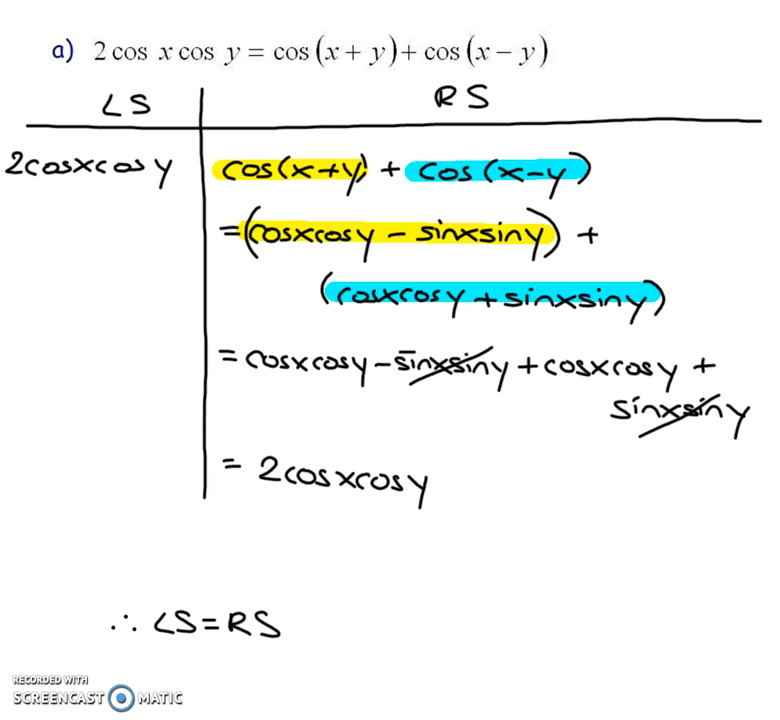 a) 2 cos x cos y = cos (x + y) + cos (x − y)
LS RS
2cosxcosy cos(x+y) + cos(x-y)
=(cosxcosy - sinxsiny) +
(cosxcosy + sinxsiny)
= cosxcosy - sinxsiny + cosxcosy +
sinxsiny
= 2cosxcosy
∴ LS = RS
RECORDED WITH
SCREENCAST MATIC